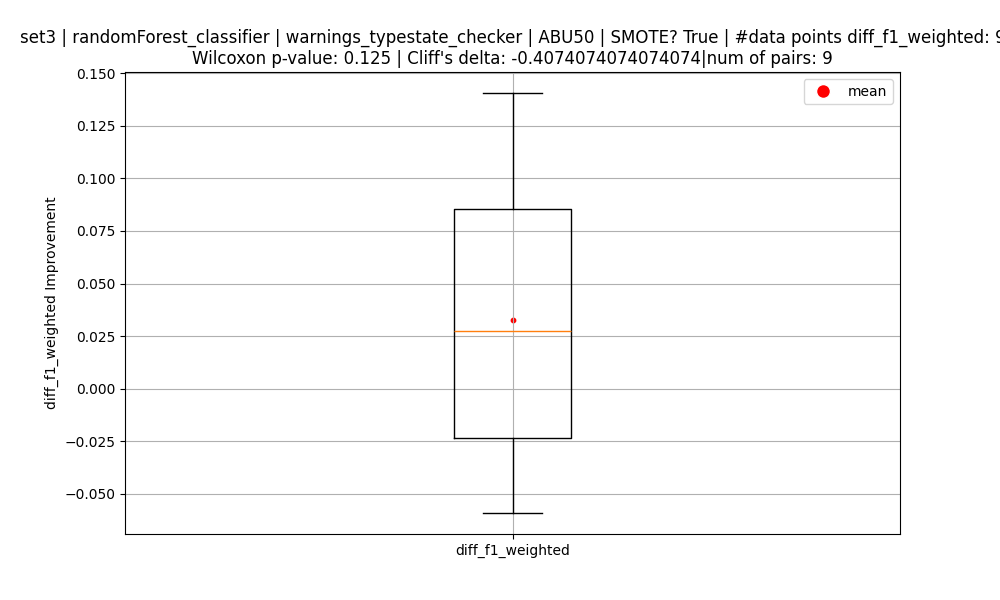 set3 | randomForest_classifier | warnings_typestate_checker | ABU50 | SMOTE? True | #data points diff_f1_weighted: 9
Wilcoxon p-value: 0.125 | Cliff's delta: -0.4074074074074074|num of pairs: 9
0.150
mean
0.125
0.100
0.075
0.050
0.025
0.000
−0.025
−0.050
diff_f1_weighted Improvement
diff_f1_weighted